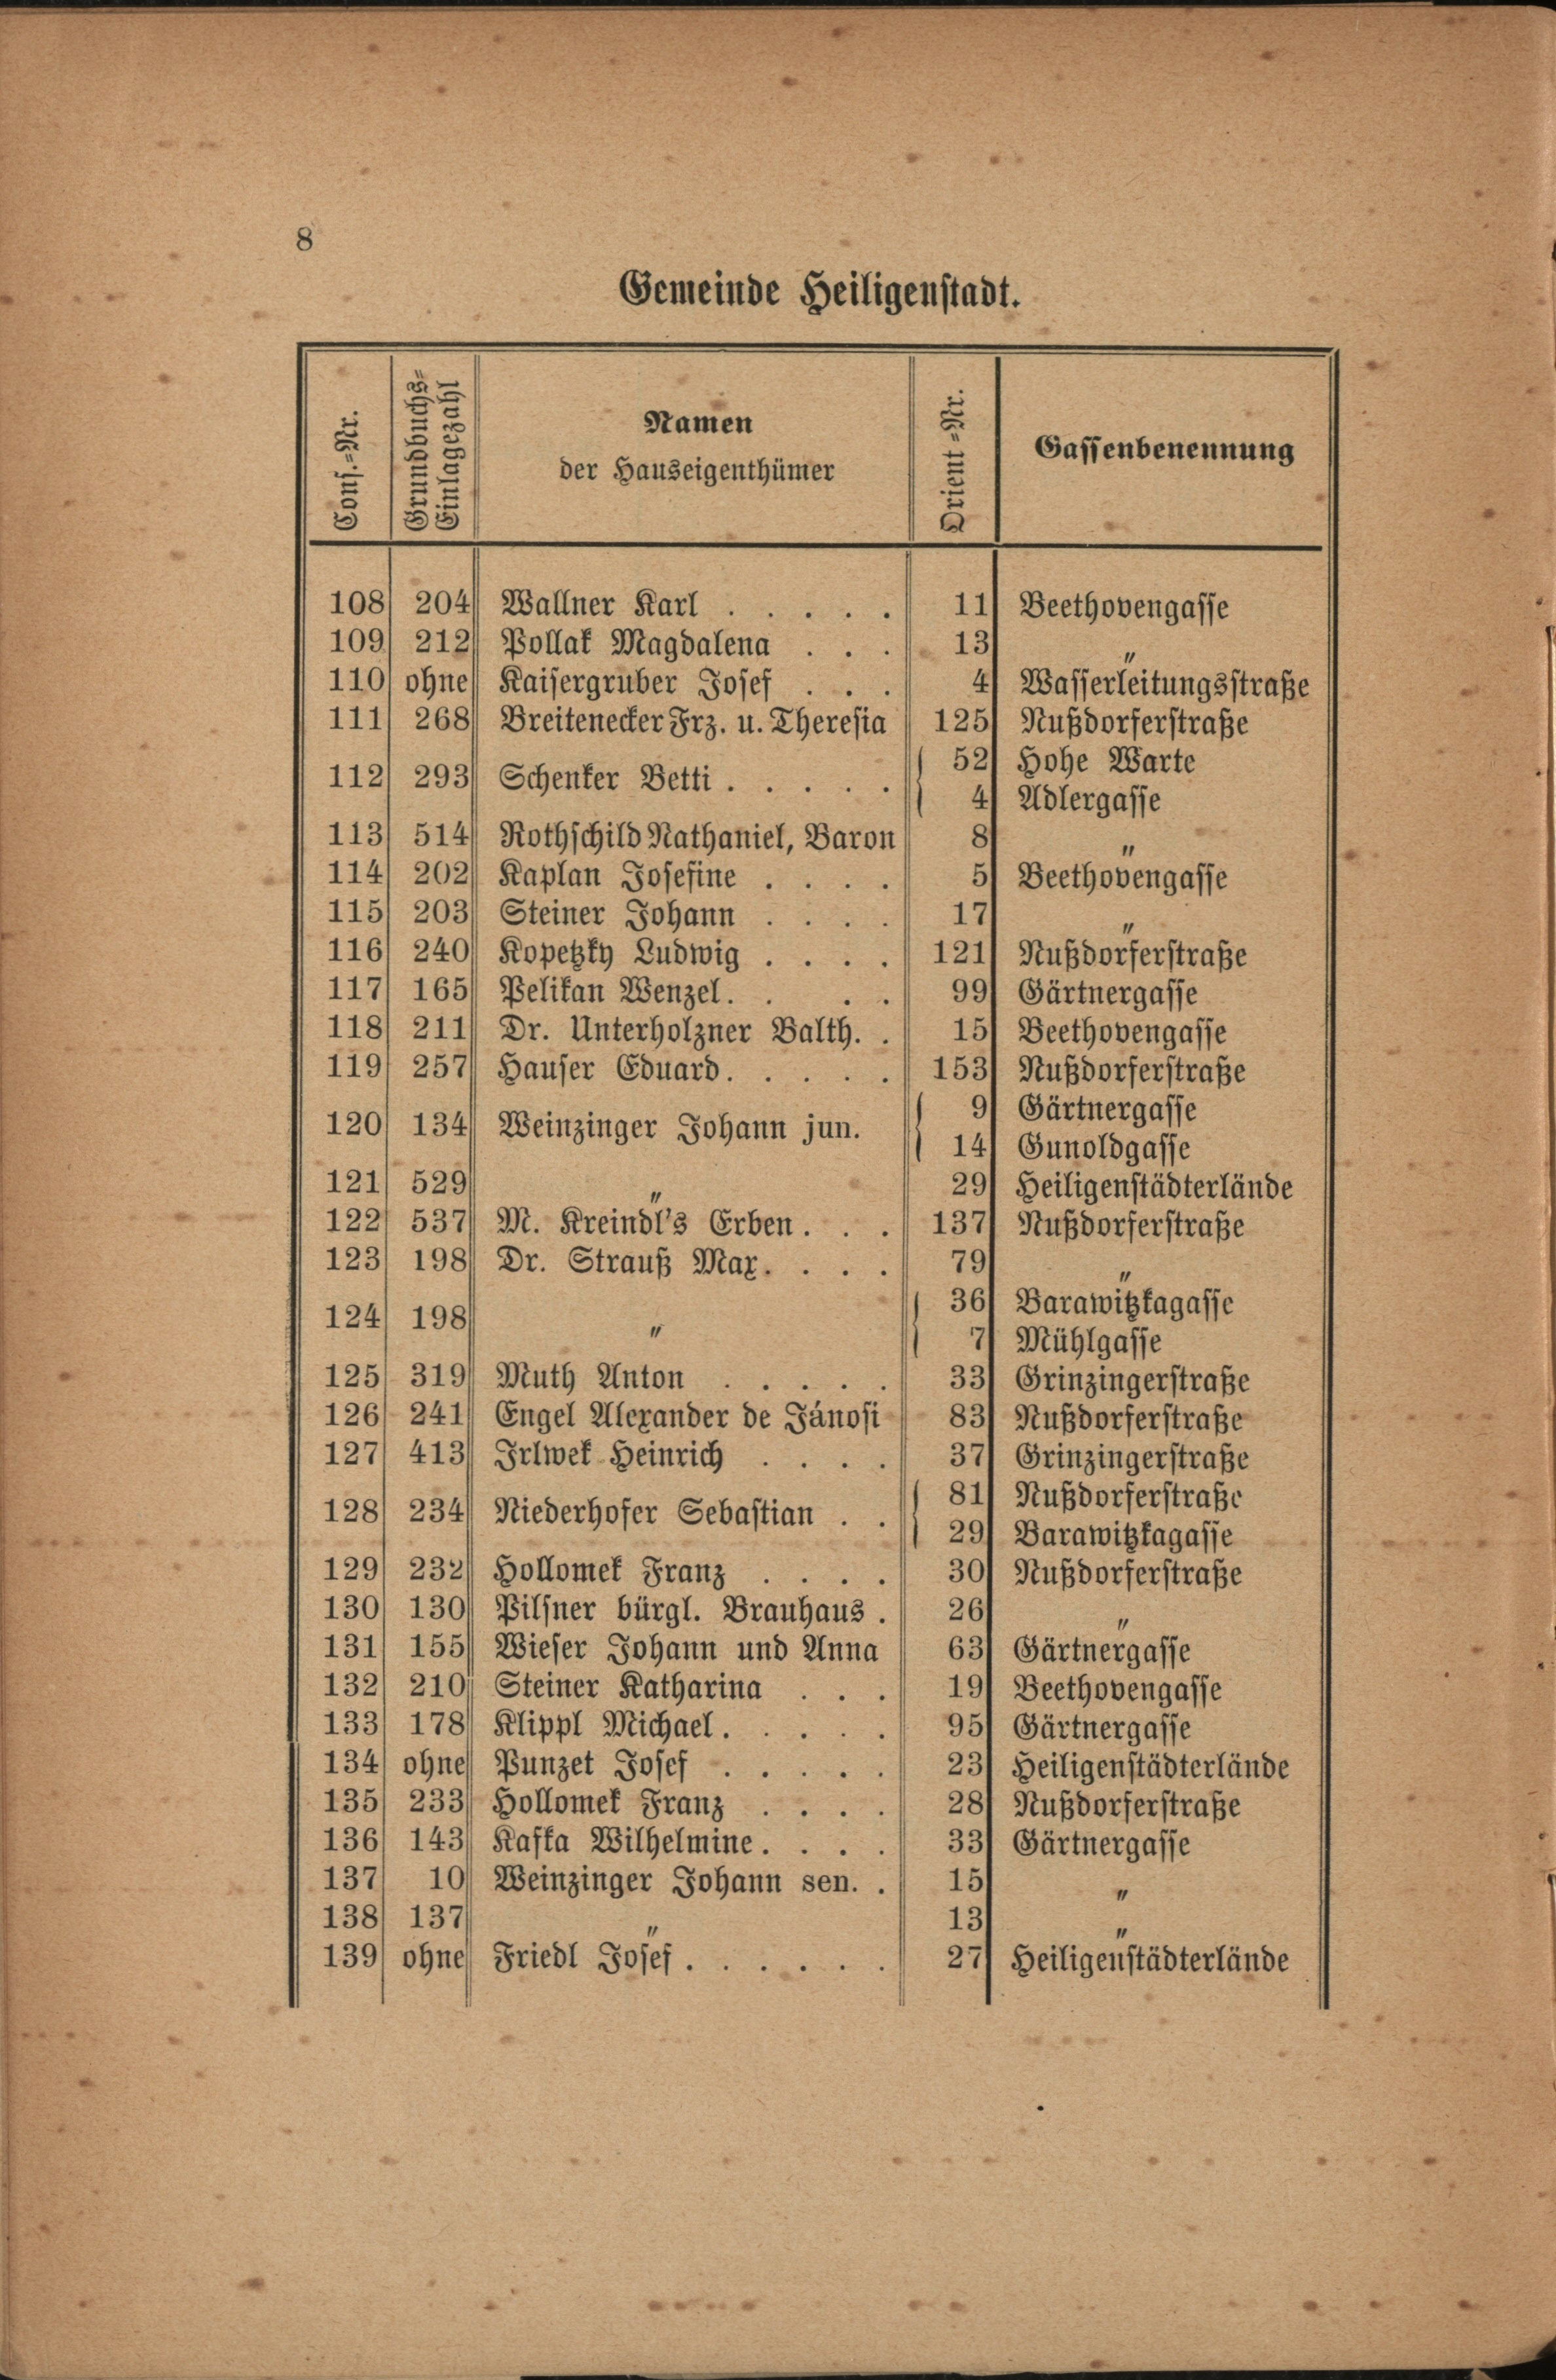 8
Gemeinde Heiligenstadt.
Cons.-Nr. Grundbuchs-Einlagezahl Namen der Hauseigenthümer Orient-Nr. Gassenbenennung
108 204 Wallner Karl . . . . . 11 Beethovengasse
109 212 Pollak Magdalena . . . 13 "
110 ohne Kaisergruber Josef . . . 4 Wasserleitungsstraße
111 268 Breitenecker Frz. u. Theresia 125 Nußdorferstraße
52 Hohe Warte
112 293 Schenker Betti . . . . .
4 Adlergasse
113 514 Rothschild Nathaniel, Baron 8 "
114 202 Kaplan Josefine . . . . 5 Beethovengasse
115 203 Steiner Johann . . . . 17 "
116 240 Kopetzky Ludwig . . . . 121 Nußdorferstraße
117 165 Pelikan Wenzel. . . . 99 Gärtnergasse
118 211 Dr. Unterholzner Balth. . 15 Beethovengasse
119 257 Hauser Eduard. . . . . 153 Nußdorferstraße
9 Gärtnergasse
120 134 Weinzinger Johann jun.
14 Gunoldgasse
121 529 " 29 Heiligenstädterlände
122 537 M. Kreindl's Erben. . . 137 Nußdorferstraße
123 198 Dr. Strauß Max. . . . 79 "
36 Barawitzkagasse
124 198 "
7 Mühlgasse
125 319 Muth Anton . . . . . 33 Grinzingerstraße
126 241 Engel Alexander de Jánosi 83 Nußdorferstraße
127 413 Irlwek Heinrich . . . . 37 Grinzingerstraße
81 Nußdorferstraße
128 234 Niederhofer Sebastian . .
29 Barawitzkagasse
129 232 Hollomek Franz . . . . 30 Nußdorferstraße
130 130 Pilsner bürgl. Brauhaus . 26 "
131 155 Wieser Johann und Anna 63 Gärtnergasse
132 210 Steiner Katharina . . . 19 Beethovengasse
133 178 Klippl Michael. . . . . 95 Gärtnergasse
134 ohne Punzet Josef . . . . . 23 Heiligenstädterlände
135 233 Hollomek Franz . . . . 28 Nußdorferstraße
136 143 Kafka Wilhelmine. . . . 33 Gärtnergasse
137 10 Weinzinger Johann sen. . 15 "
138 137 " 13 "
139 ohne Friedl Josef . . . . . . 27 Heiligenstädterlände